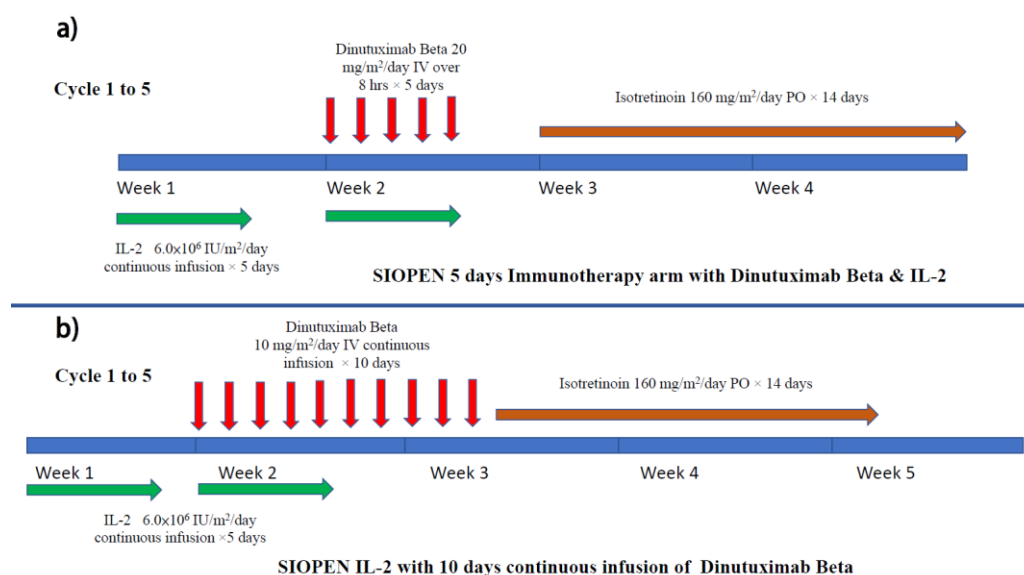 a)
Cycle 1 to 5
Dinutuximab Beta 20
mg/m²/day IV over
8 hrs × 5 days
Isotretinoin 160 mg/m²/day PO × 14 days
Week 1
Week 2
Week 3
Week 4
IL-2 6.0x10⁶ IU/m²/day
continuous infusion × 5 days
SIOPEN 5 days Immunotherapy arm with Dinutuximab Beta & IL-2
b)
Cycle 1 to 5
Dinutuximab Beta
10 mg/m²/day IV continuous
infusion × 10 days
Isotretinoin 160 mg/m²/day PO × 14 days
Week 1
Week 2
Week 3
Week 4
Week 5
IL-2 6.0x10⁶ IU/m²/day
continuous infusion ×5 days
SIOPEN IL-2 with 10 days continuous infusion of Dinutuximab Beta